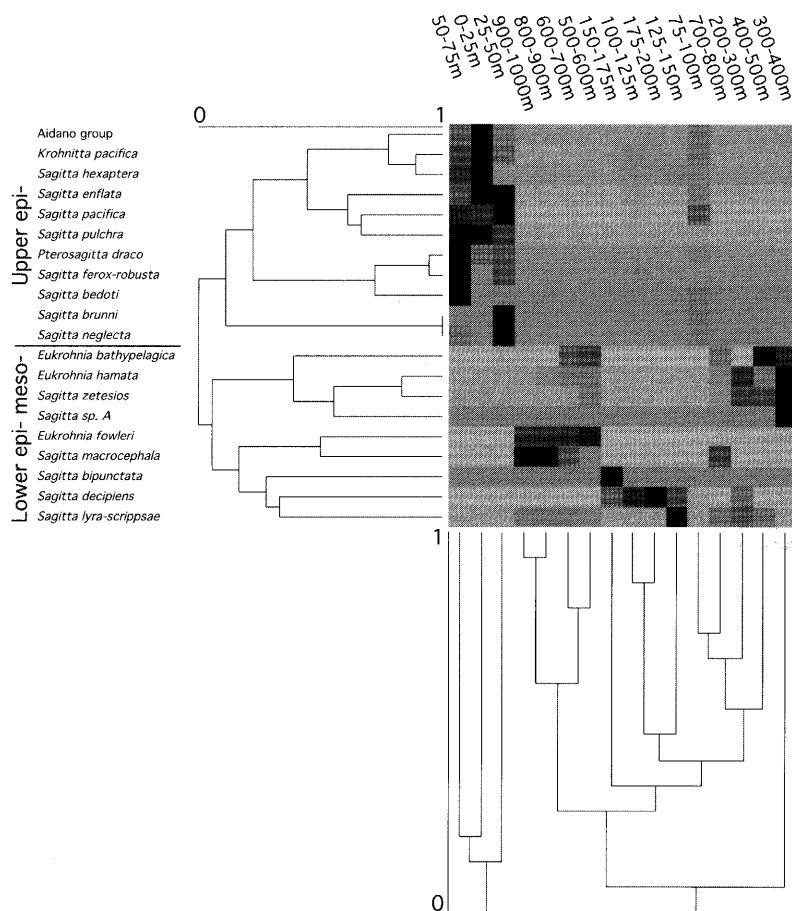 50-75m
0-25m
25-50m
900-1000m
800-900m
600-700m
500-600m
150-175m
100-125m
175-200m
125-150m
75-100m
700-800m
200-300m
400-500m
300-400m
0 1
Upper epi-
Aidano group
Krohnitta pacifica
Sagitta hexaptera
Sagitta enflata
Sagitta pacifica
Sagitta pulchra
Pterosagitta draco
Sagitta ferox-robusta
Sagitta bedoti
Sagitta brunni
Sagitta neglecta
Lower epi- meso-
Eukrohnia bathypelagica
Eukrohnia hamata
Sagitta zetesios
Sagitta sp. A
Eukrohnia fowleri
Sagitta macrocephala
Sagitta bipunctata
Sagitta decipiens
Sagitta lyra-scrippsae
1
0